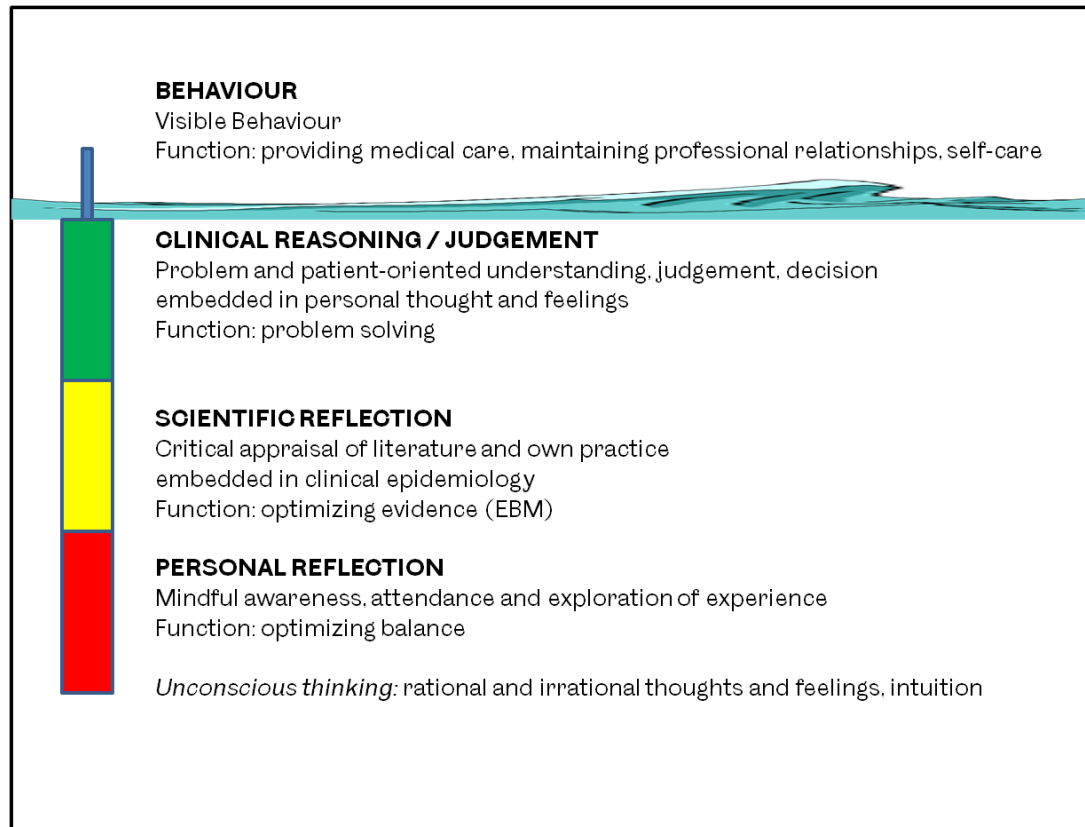 BEHAVIOUR
Visible Behaviour
Function: providing medical care, maintaining professional relationships, self-care
CLINICAL REASONING / JUDGEMENT
Problem and patient-oriented understanding, judgement, decision
embedded in personal thought and feelings
Function: problem solving
SCIENTIFIC REFLECTION
Critical appraisal of literature and own practice
embedded in clinical epidemiology
Function: optimizing evidence (EBM)
PERSONAL REFLECTION
Mindful awareness, attendance and exploration of experience
Function: optimizing balance
Unconscious thinking: rational and irrational thoughts and feelings, intuition